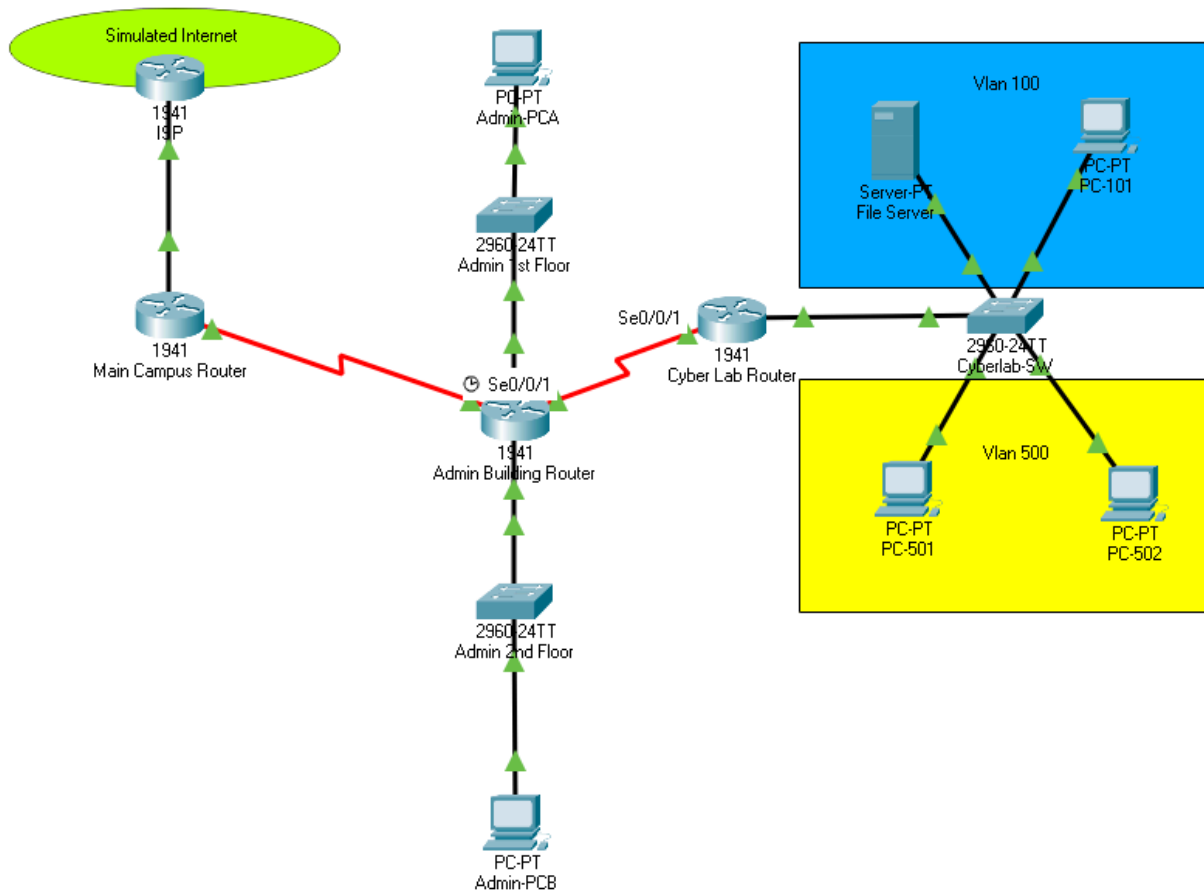 Simulated Internet
1941
ISP
1941
Main Campus Router
PC-PT
Admin-PCA
2960-24TT
Admin 1st Floor
Se0/0/1
1941
Admin Building Router
2960-24TT
Admin 2nd Floor
PC-PT
Admin-PCB
Se0/0/1
1941
Cyber Lab Router
Vlan 100
Server-PT
File Server
PC-PT
PC-101
2960-24TT
Cyberlab-SW
Vlan 500
PC-PT
PC-501
PC-PT
PC-502